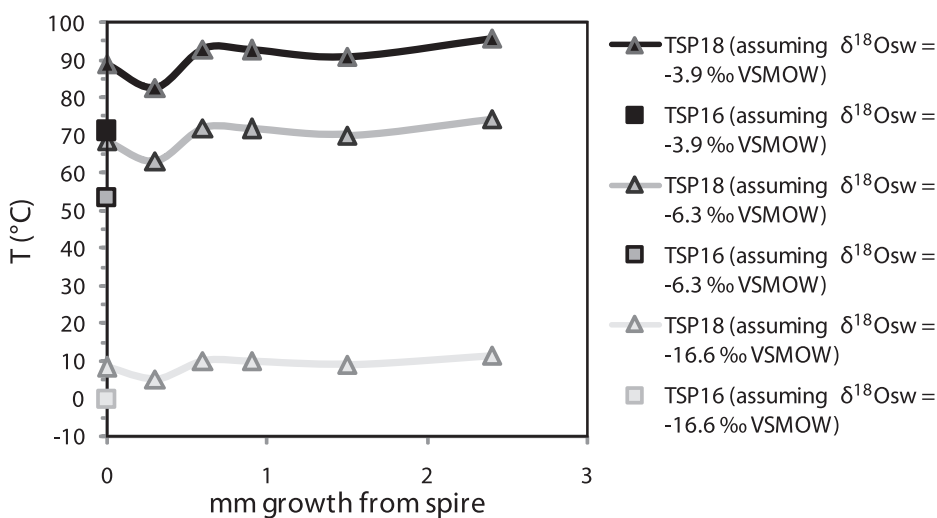 100
90
80
70
60
50
40
30
20
10
0
-10
T (°C)
0 1 2 3
mm growth from spire
TSP18 (assuming δ¹⁸Osw =
-3.9 ‰ VSMOW)
TSP16 (assuming δ¹⁸Osw =
-3.9 ‰ VSMOW)
TSP18 (assuming δ¹⁸Osw =
-6.3 ‰ VSMOW)
TSP16 (assuming δ¹⁸Osw =
-6.3 ‰ VSMOW)
TSP18 (assuming δ¹⁸Osw =
-16.6 ‰ VSMOW)
TSP16 (assuming δ¹⁸Osw =
-16.6 ‰ VSMOW)